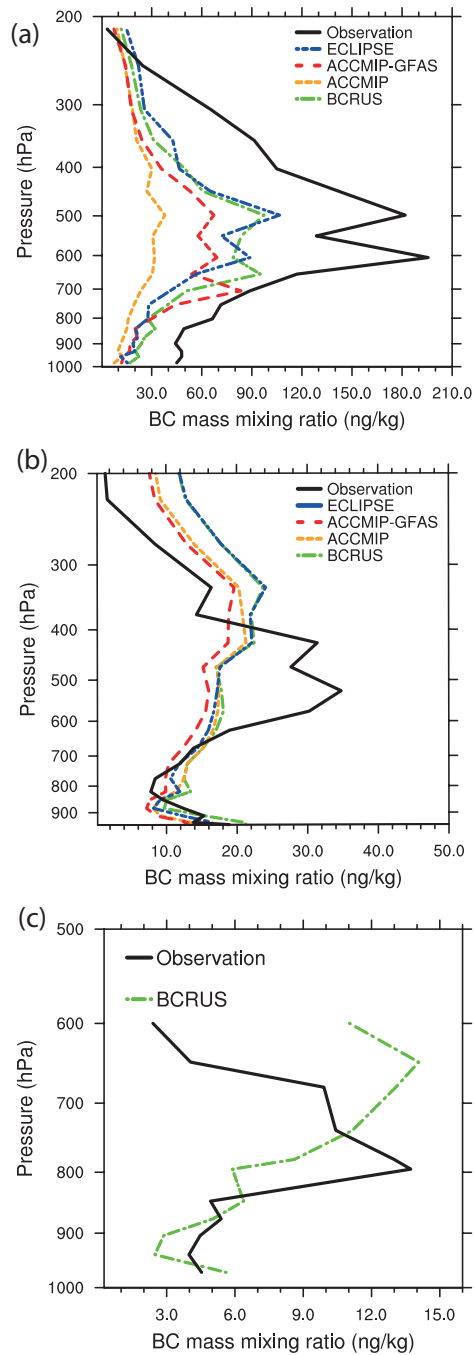 (a)
200
300
400
500
600
700
800
900
1000
Pressure (hPa)
Observation
ECLIPSE
ACCMIP-GFAS
ACCMIP
BCRUS
30.0 60.0 90.0 120.0 150.0 180.0 210.0
BC mass mixing ratio (ng/kg)
(b)
200
300
400
500
600
700
800
900
Pressure (hPa)
Observation
ECLIPSE
ACCMIP-GFAS
ACCMIP
BCRUS
10.0 20.0 30.0 40.0 50.0
BC mass mixing ratio (ng/kg)
(c)
500
600
700
800
900
1000
Pressure (hPa)
Observation
BCRUS
3.0 6.0 9.0 12.0 15.0
BC mass mixing ratio (ng/kg)